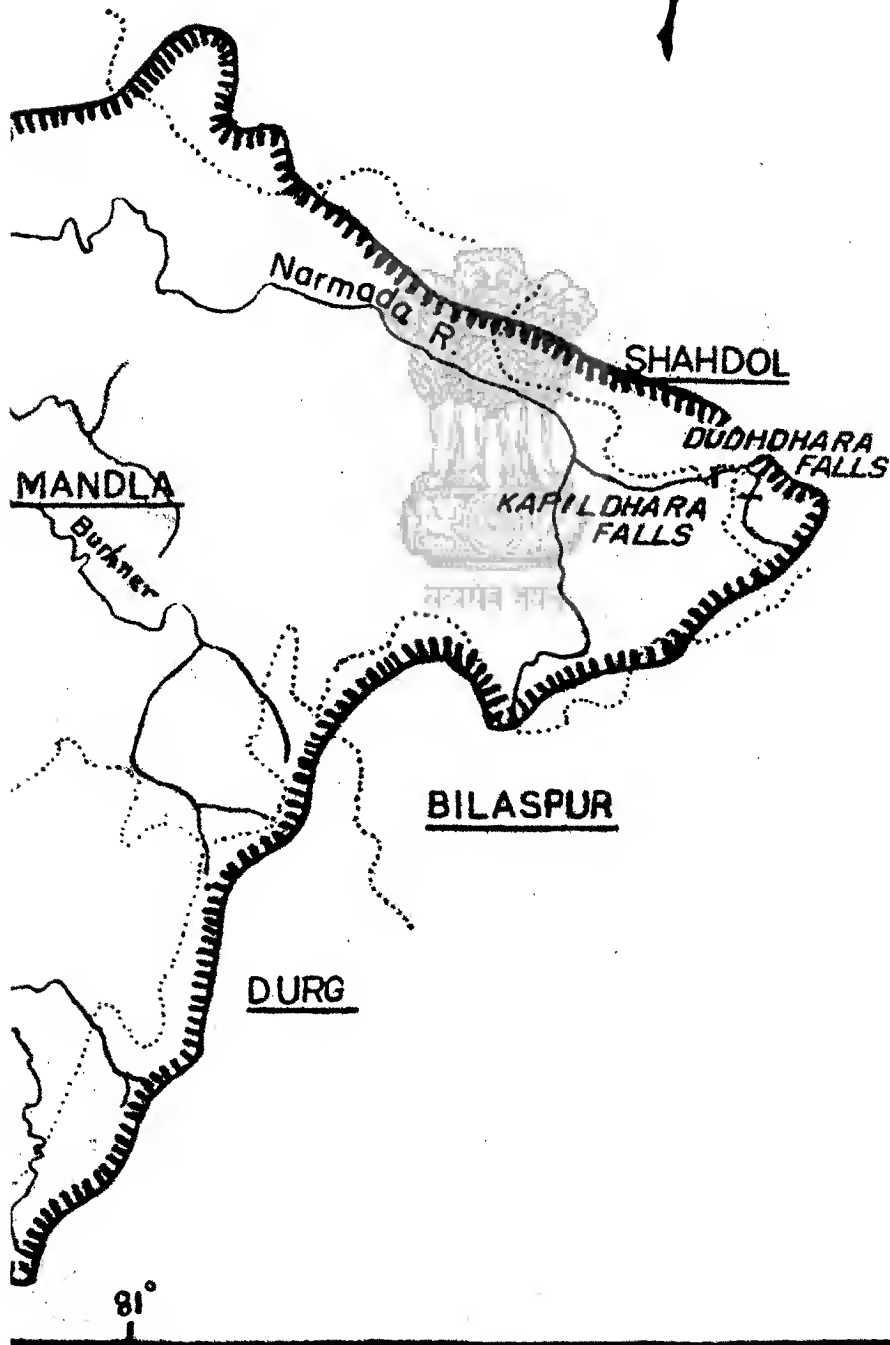 Narmada R.
SHAHDOL
DUDHDHARA
FALLS
MANDLA
KAPILDHARA
FALLS
Burhner
BILASPUR
DURG
81°